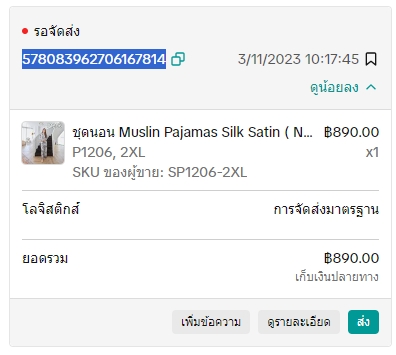 รอจัดส่ง
578083962706167814 3/11/2023 10:17:45
ดูน้อยลง
ชุดนอน Muslin Pajamas Silk Satin ( N... ฿890.00
P1206, 2XL x1
SKU ของผู้ขาย: SP1206-2XL
โลจิสติกส์ การจัดส่งมาตรฐาน
ยอดรวม ฿890.00
เก็บเงินปลายทาง
เพิ่มข้อความ ดูรายละเอียด ส่ง